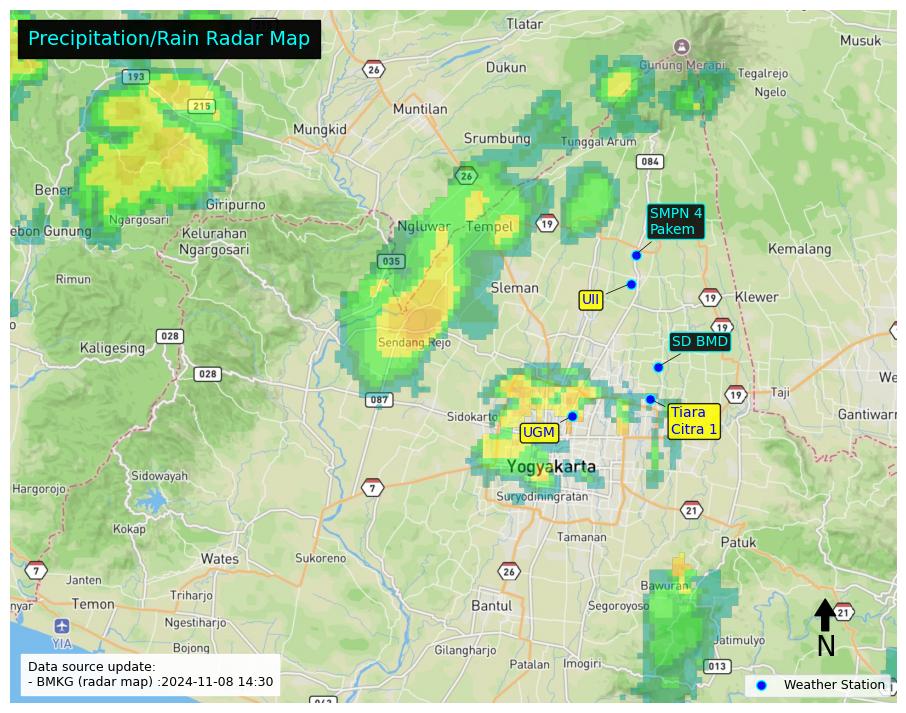 Precipitation/Rain Radar Map
Tlatar
Musuk
26
Dukun
Gunung Merapi
Tegalrejo
Ngelo
193
215
Muntilan
Mungkid
Srumbung
Tunggal Arum
084
26
Bener
Giripurno
Ngargosari
ebon Gunung
Kelurahan
Ngargosari
Ngluwar
Tempel
19
SMPN 4
Pakem
Kemalang
035
Rimun
Sleman
UII
19
Klewer
19
028
Kaligesing
Sendang Rejo
SD BMD
We
028
087
19
Taji
Sidokarto
Tiara
Citra 1
Gantiwarn
UGM
Yogyakarta
Sidowayah
Hargorojo
7
Suryodiningratan
21
Kokap
Tamanan
Patuk
Wates
Sukoreno
7
Janten
26
Bawuran
nyar
Temon
Triharjo
Bantul
Segoroyoso
21
Ngestiharjo
YIA
N
Jatimulyo
Bojong
Gilangharjo
Patalan
Imogiri
013
Data source update:
- BMKG (radar map) :2024-11-08 14:30
Weather Station